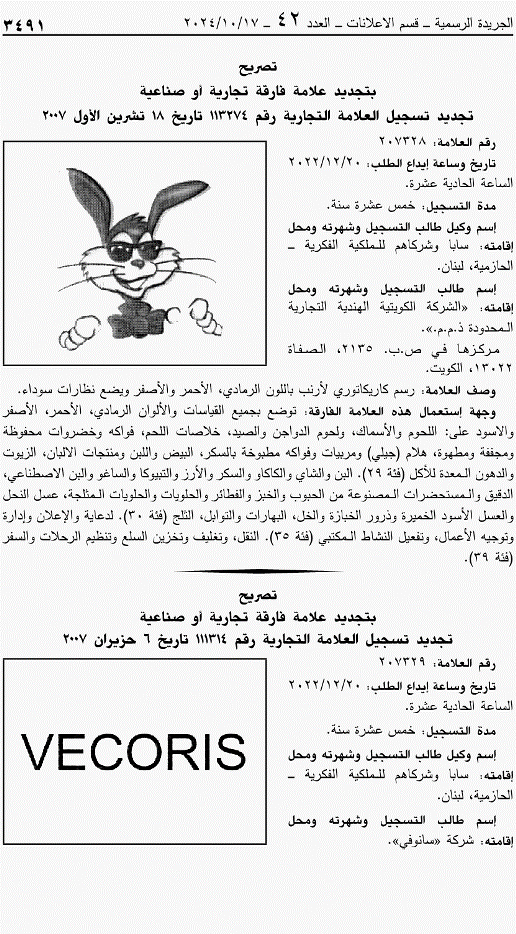 الجريدة الرسمية ــ قسم الاعلانات ــ العدد ٤٢ ــ ٢٠٢٤/١٠/١٧
٣٤٩١
تصريح
بتجديد علامة فارقة تجارية أو صناعية
تجديد تسجيل العلامة التجارية رقم ١١٣٢٧٤ تاريخ ١٨ تشرين الأول ٢٠٠٧
رقم العلامة: ٢٠٧٣٢٨
تاريخ وساعة إيداع الطلب: ٢٠٢٢/١٢/٢٠
الساعة الحادية عشرة.
مدة التسجيل: خمس عشرة سنة.
إسم وكيل طالب التسجيل وشهرته ومحل
إقامته: سابا وشركاهم للملكية الفكرية ــ
الحازمية، لبنان.
إسم طالب التسجيل وشهرته ومحل
إقامته: «الشركة الكويتية الهندية التجارية
المحدودة ذ.م.م.».
مركزها في ص.ب. ٢١٣٥، الصفاة
١٣٠٢٢، الكويت.
وصف العلامة: رسم كاريكاتوري لأرنب باللون الرمادي، الأحمر والأصفر ويضع نظارات سوداء.
وجهة إستعمال هذه العلامة الفارقة: توضع بجميع القياسات والألوان الرمادي، الأحمر، الأصفر
والاسود على: اللحوم والأسماك، ولحوم الدواجن والصيد، خلاصات اللحم، فواكه وخضروات محفوظة
ومجففة ومطهوة، هلام (جيلي) ومربيات وفواكه مطبوخة بالسكر، البيض واللبن ومنتجات الالبان، الزيوت
والدهون المعدة للأكل (فئة ٢٩). البن والشاي والكاكاو والسكر والأرز والتبيوكا والساغو والبن الاصطناعي،
الدقيق والمستحضرات المصنوعة من الحبوب والخبز والفطائر والحلويات والحلويات المثلجة، عسل النحل
والعسل الأسود الخميرة وذرور الخبازة والخل، البهارات والتوابل، الثلج (فئة ٣٠). لدعاية والإعلان وإدارة
وتوجيه الأعمال، وتفعيل النشاط المكتبي (فئة ٣٥). النقل، وتغليف وتخزين السلع وتنظيم الرحلات والسفر
(فئة ٣٩).
تصريح
بتجديد علامة فارقة تجارية أو صناعية
تجديد تسجيل العلامة التجارية رقم ١١١٣١٤ تاريخ ٦ حزيران ٢٠٠٧
رقم العلامة: ٢٠٧٣٢٩
تاريخ وساعة إيداع الطلب: ٢٠٢٢/١٢/٢٠
الساعة الحادية عشرة.
مدة التسجيل: خمس عشرة سنة.
إسم وكيل طالب التسجيل وشهرته ومحل
إقامته: سابا وشركاهم للملكية الفكرية ــ
الحازمية، لبنان.
إسم طالب التسجيل وشهرته ومحل
إقامته: شركة «سانوفي».
VECORIS